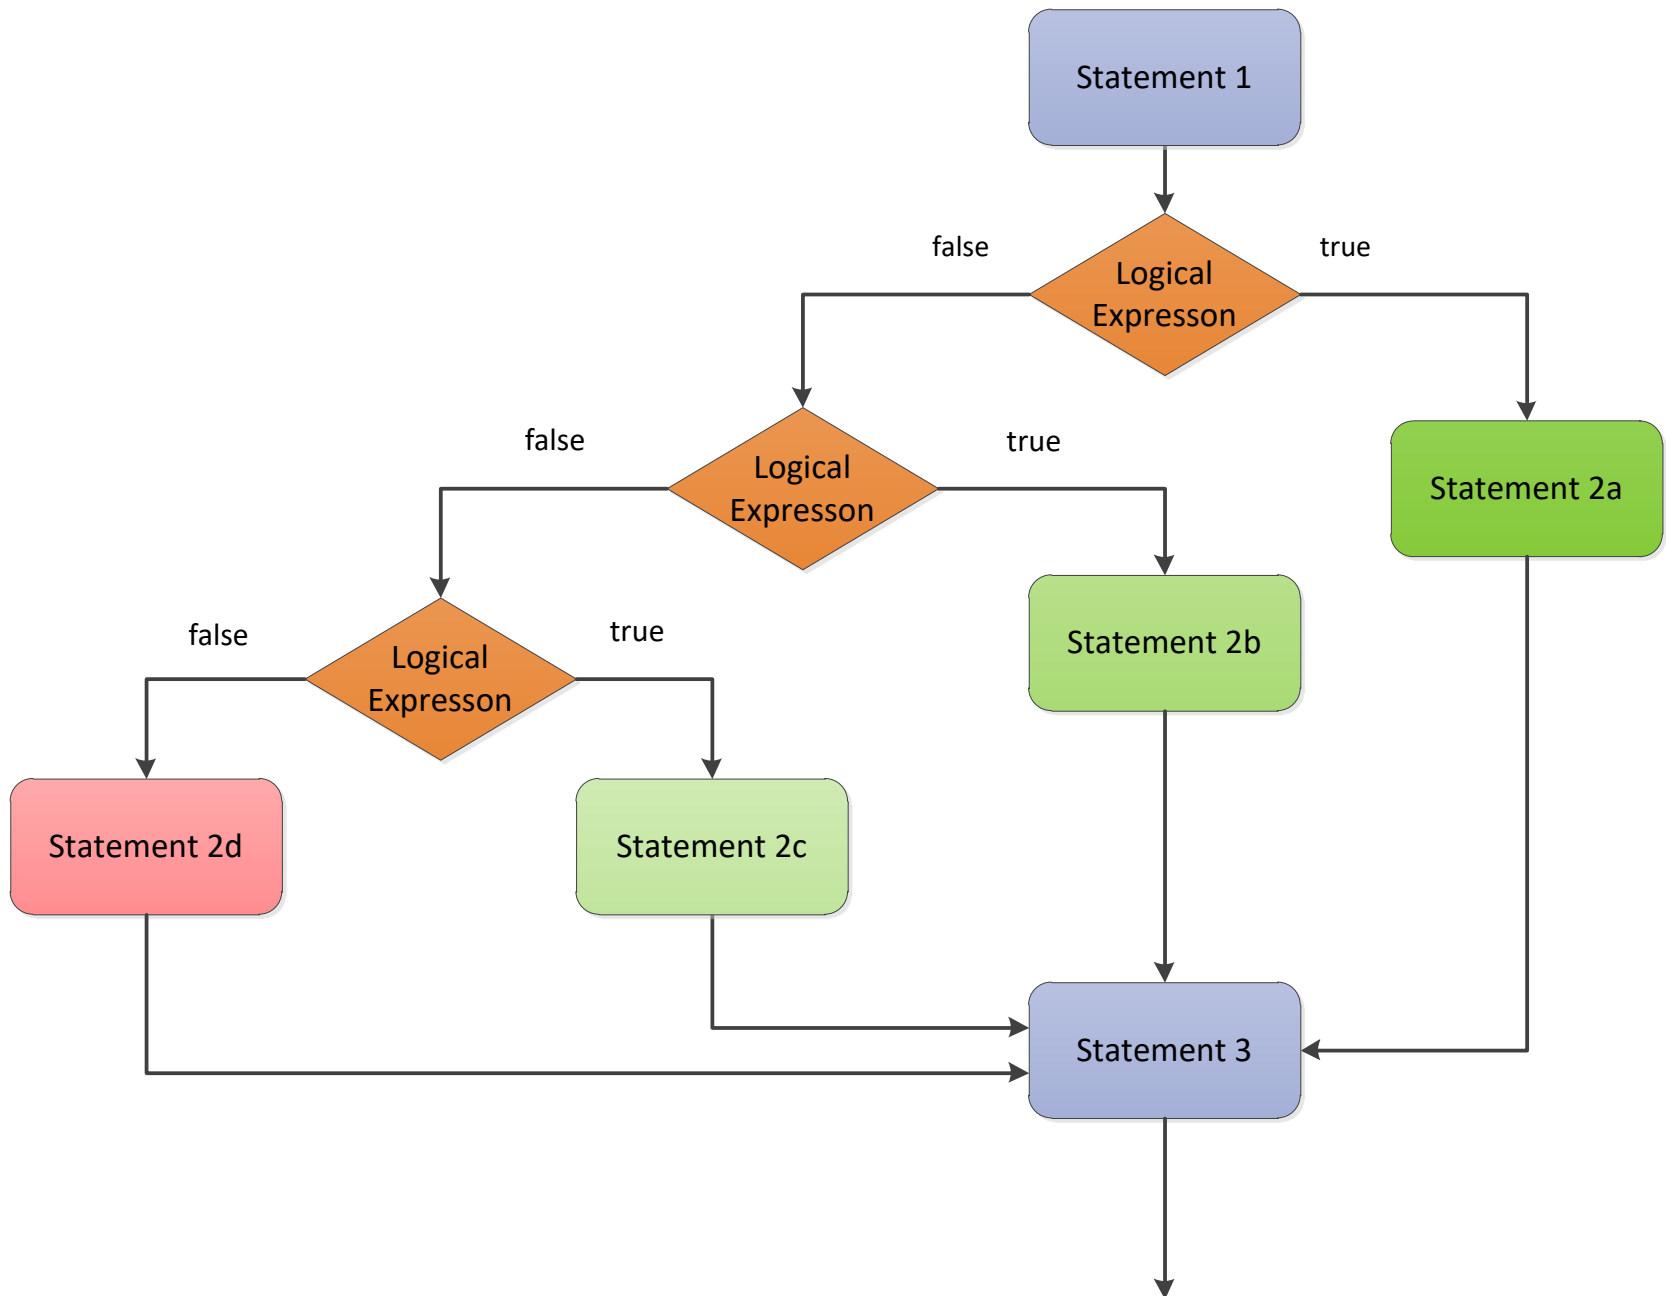 Statement 1
false
true
Logical
Expresson
false
true
Logical
Expresson
Statement 2a
false
true
Logical
Expresson
Statement 2b
Statement 2d
Statement 2c
Statement 3